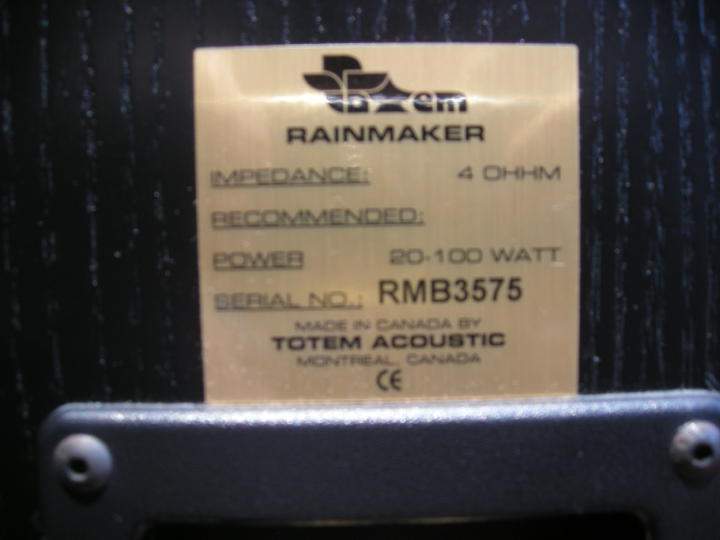 totem
RAINMAKER
IMPEDANCE: 4 OHHM
RECOMMENDED:
POWER 20-100 WATT
SERIAL NO.: RMB3575
MADE IN CANADA BY
TOTEM ACOUSTIC
MONTREAL, CANADA
CE